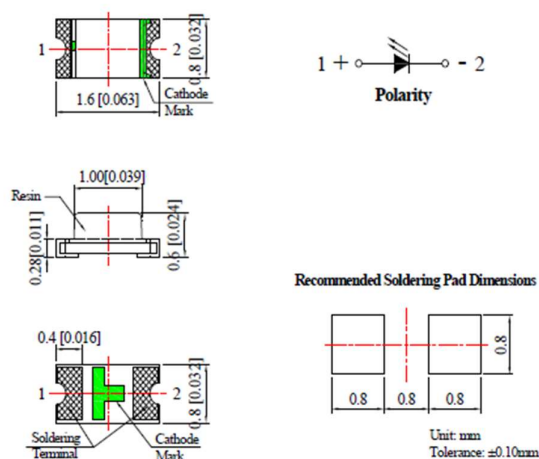 1
2
0.8 [0.032]
1.6 [0.063]
Cathode
Mark
1 +
- 2
Polarity
1.00[0.039]
Resin
0.28[0.011]
0.6 [0.024]
Recommended Soldering Pad Dimensions
0.8
0.8
0.8
0.8
0.4 [0.016]
1
2
0.8 [0.032]
Soldering
Terminal
Cathode
Mark
Unit: mm
Tolerance: ±0.10mm